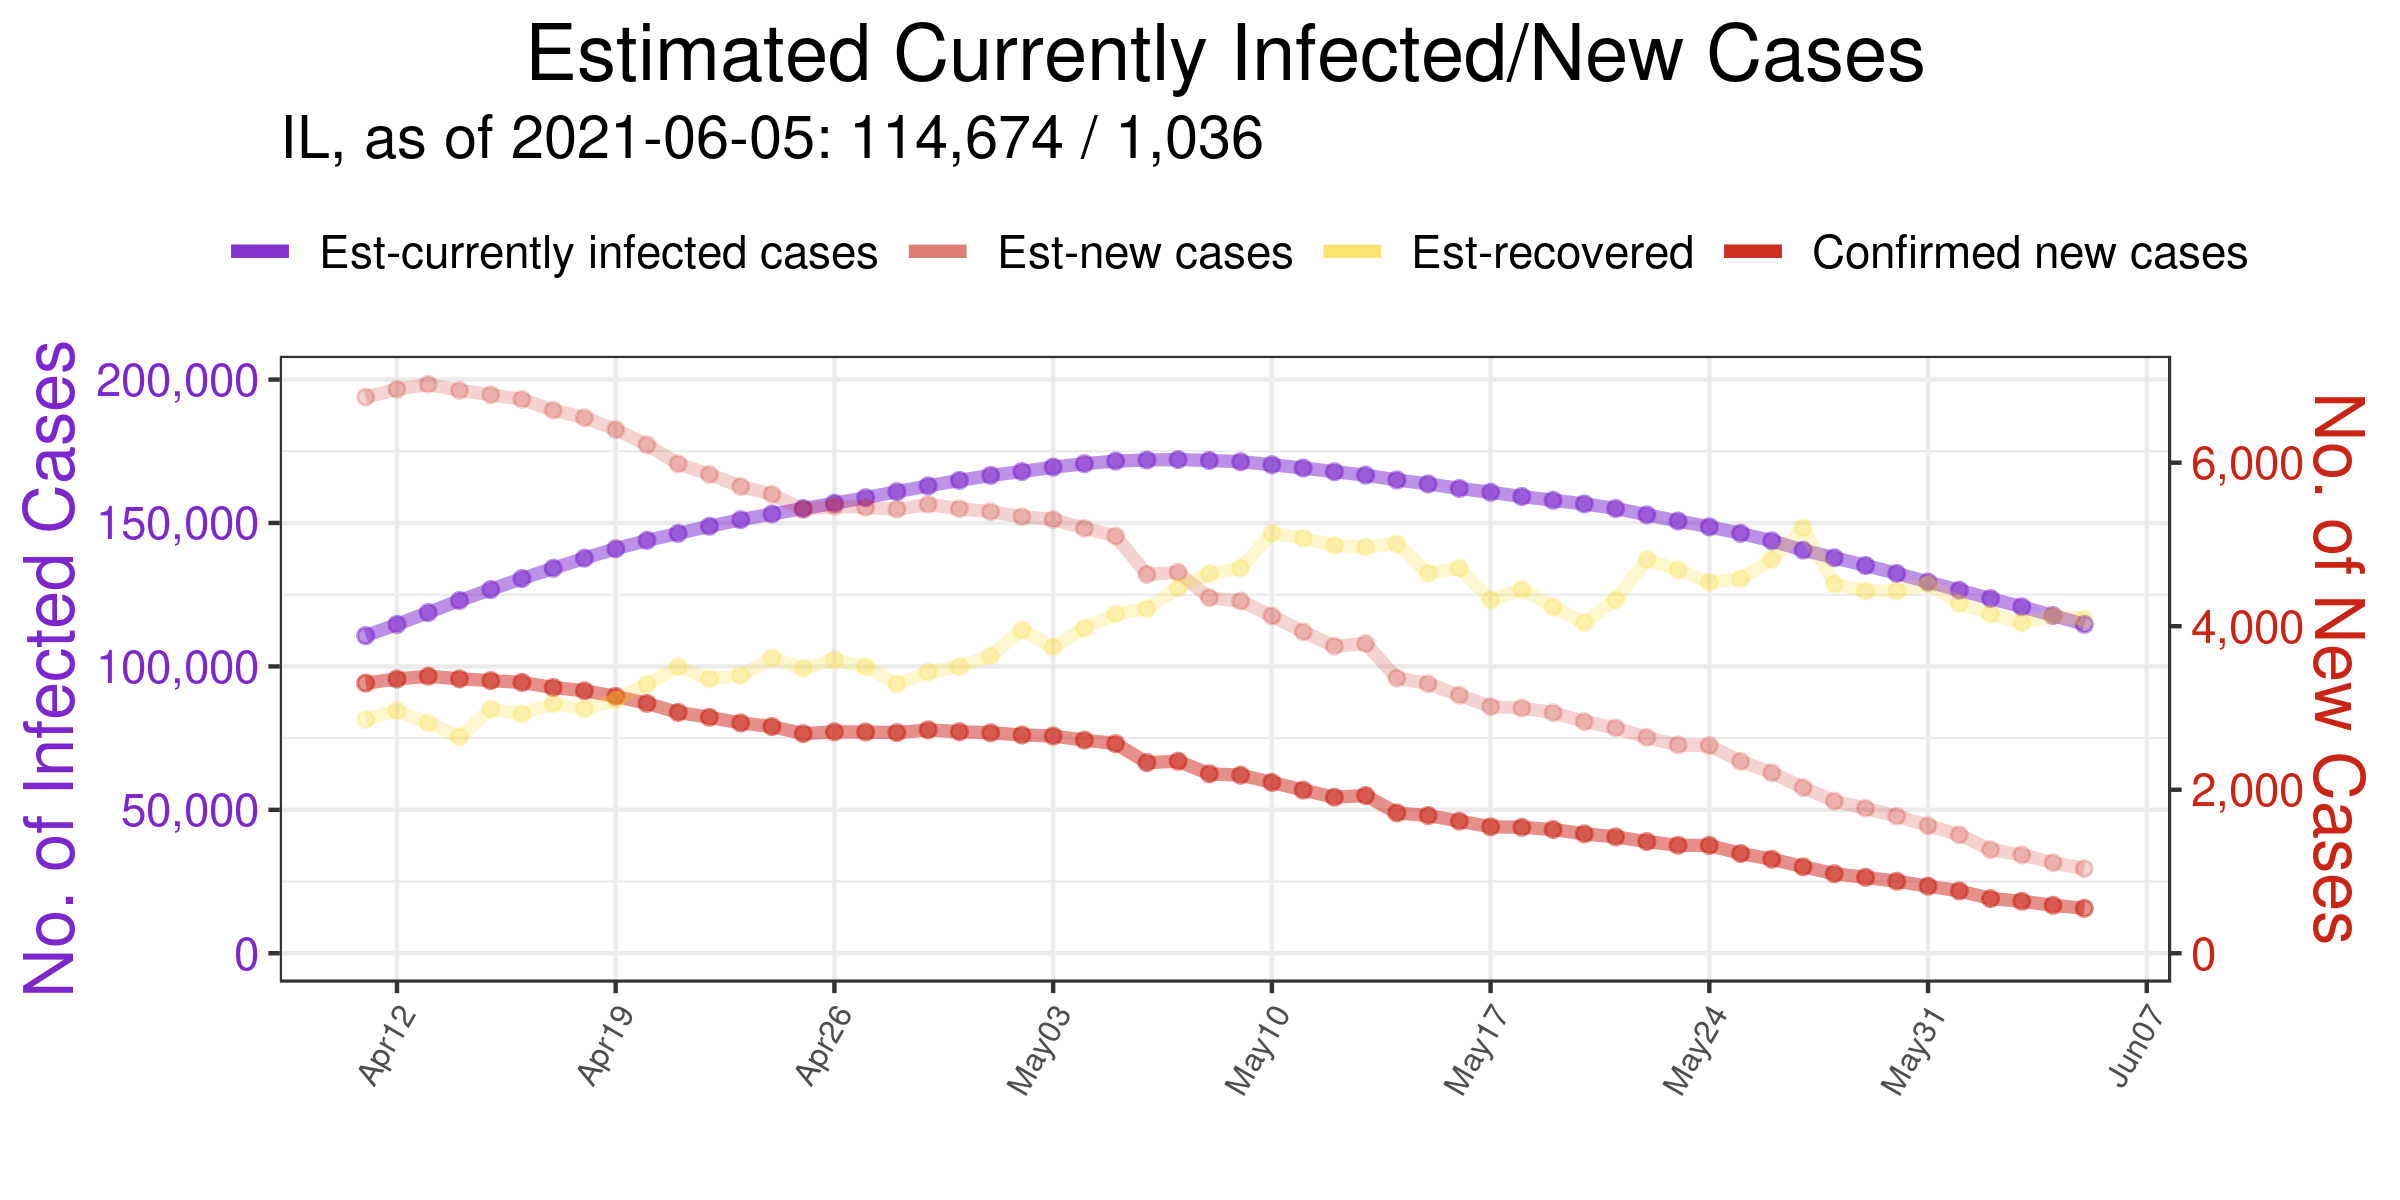 Estimated Currently Infected/New Cases
IL, as of 2021-06-05: 114,674 / 1,036
Est-currently infected cases Est-new cases Est-recovered Confirmed new cases
No. of Infected Cases
200,000
150,000
100,000
50,000
0
6,000
4,000
2,000
0
No. of New Cases
Apr12 Apr19 Apr26 May03 May10 May17 May24 May31 Jun07